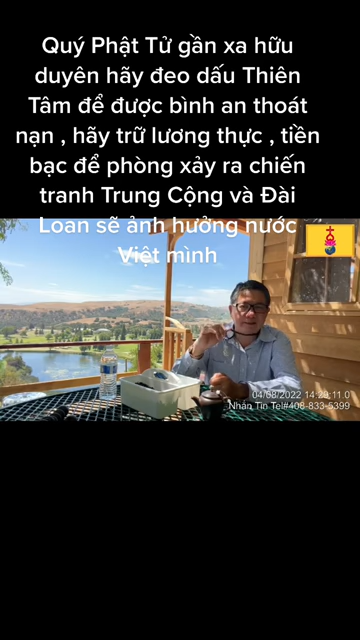 Quý Phật Tử gần xa hữu
duyên hãy đeo dấu Thiên
Tâm để được bình an thoát
nạn , hãy trữ lương thực , tiền
bạc để phòng xảy ra chiến
tranh Trung Cộng và Đài
Loan sẽ ảnh hưởng nước
Việt mình
04/08/2022 14:29:11.0
Nhắn Tin Tel#408-833-5399